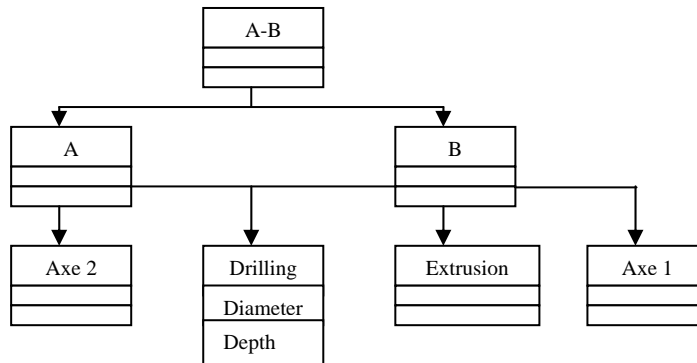 A-B
A
B
Axe 2
Drilling
Extrusion
Axe 1
Diameter
Depth